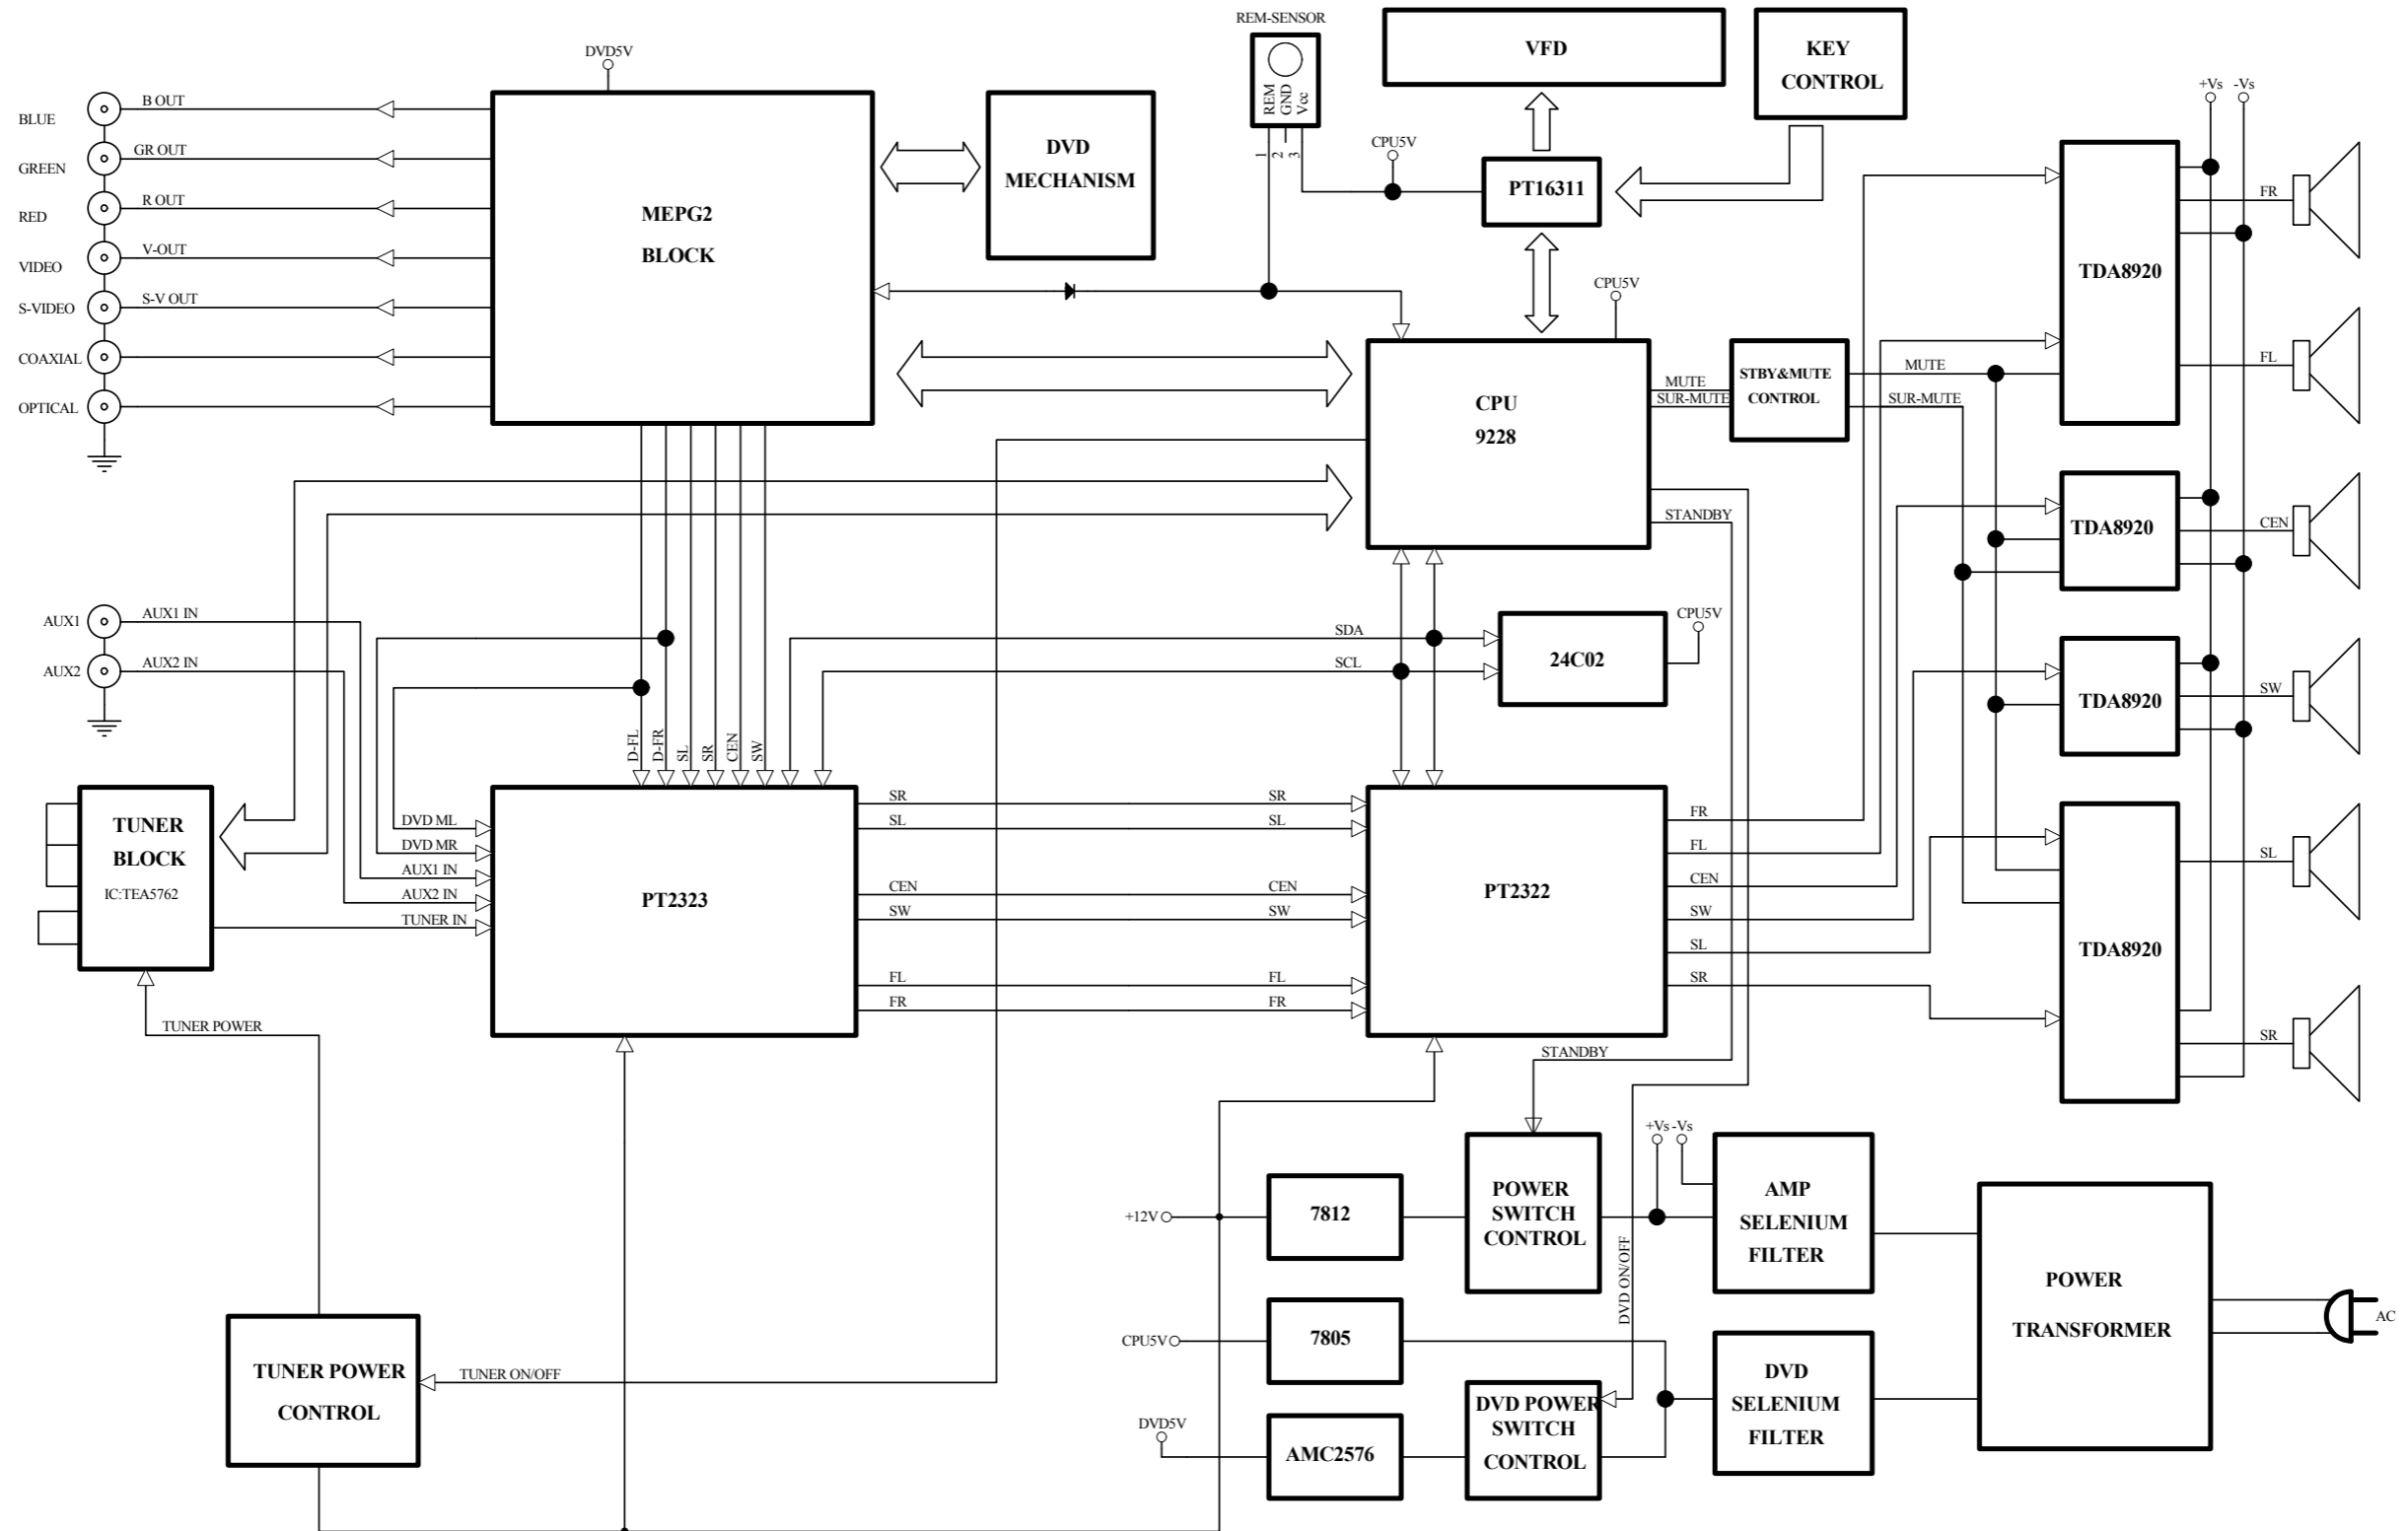 REM-SENSOR
VFD
KEY
CONTROL
REM
GND
Vcc
1
2
3
CPU5V
PT16311
DVD5V
BLUE
B OUT
GREEN
GR OUT
RED
R OUT
VIDEO
V-OUT
S-VIDEO
S-V OUT
COAXIAL
OPTICAL
MEPG2
BLOCK
DVD
MECHANISM
CPU5V
CPU
9228
MUTE
SUR-MUTE
STBY&MUTE
CONTROL
MUTE
SUR-MUTE
STANDBY
+Vs
-Vs
TDA8920
FR
FL
TDA8920
CEN
TDA8920
SW
TDA8920
SL
SR
AUX1
AUX1 IN
AUX2
AUX2 IN
SDA
SCL
24C02
CPU5V
D-FL
D-FR
SL
SR
CEN
SW
TUNER
BLOCK
IC:TEA5762
DVD ML
DVD MR
AUX1 IN
AUX2 IN
TUNER IN
PT2323
SR
SL
CEN
SW
FL
FR
SR
SL
CEN
SW
FL
FR
PT2322
FR
FL
CEN
SW
SL
SR
TUNER POWER
STANDBY
DVD ON/OFF
+Vs
-Vs
+12V
7812
POWER
SWITCH
CONTROL
AMP
SELENIUM
FILTER
POWER
TRANSFORMER
AC
CPU5V
7805
DVD5V
AMC2576
DVD POWER
SWITCH
CONTROL
DVD
SELENIUM
FILTER
TUNER POWER
CONTROL
TUNER ON/OFF